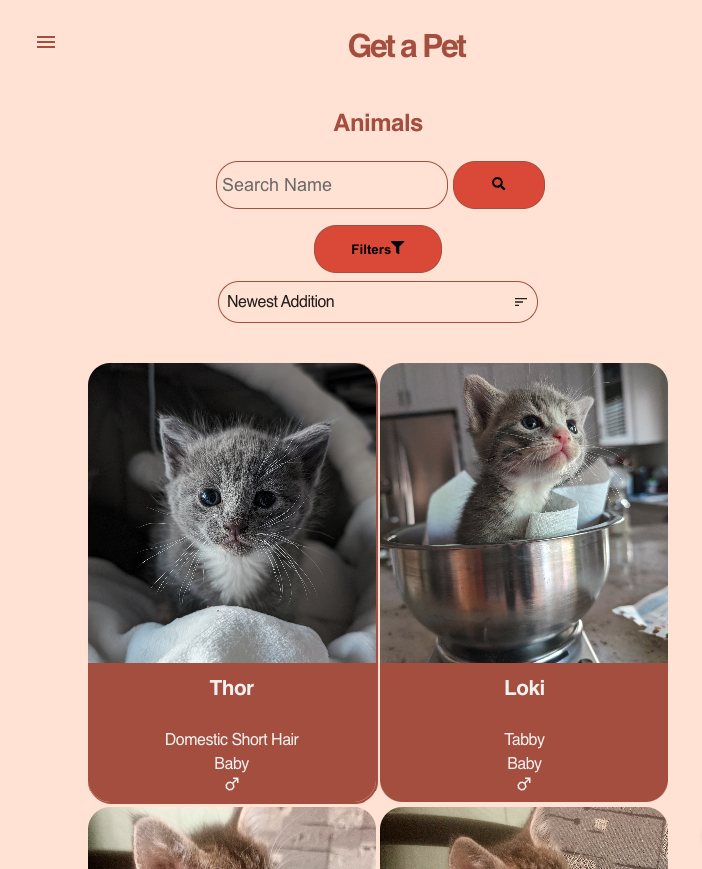 Get a Pet
Animals
Search Name
Filters
Newest Addition
Thor
Domestic Short Hair
Baby
Loki
Tabby
Baby